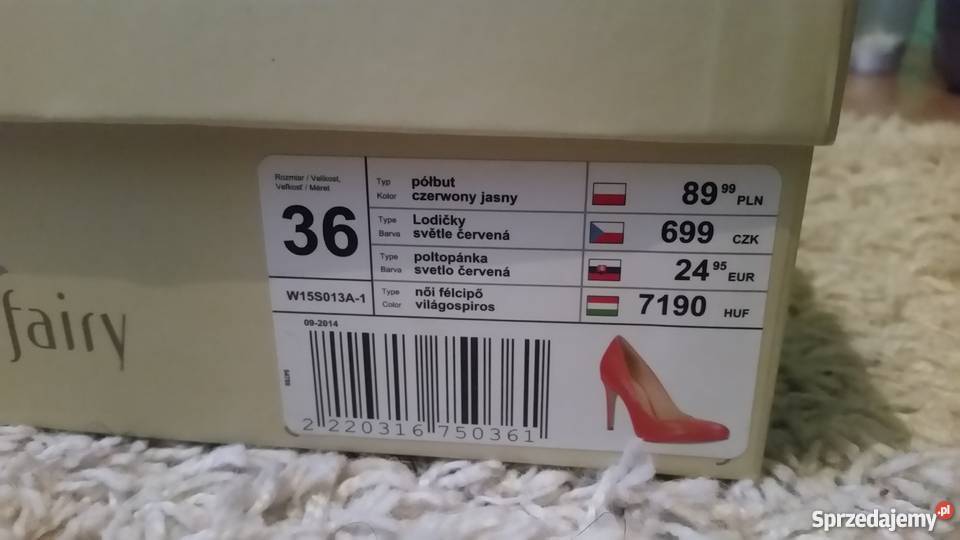 Rozmiar / Velikost,
Veľkosť / Méret
36
W15S013A-1
Typ półbut
Kolor czerwony jasny
89 99 PLN
Type Lodičky
Barva světle červená
699 CZK
Type poltopánka
Barva svetlo červená
24 95 EUR
Type női félcipő
Color világospiros
7190 HUF
09-2014
2 220316 750361
fairy
Sprzedajemy.pl